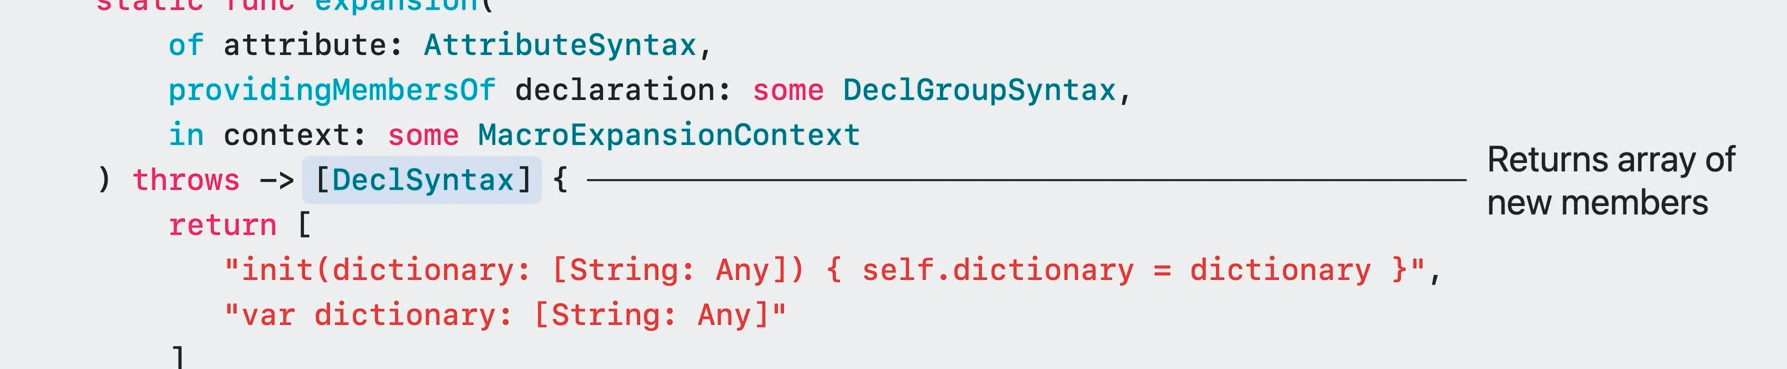 static func expansion(
of attribute: AttributeSyntax,
providingMembersOf declaration: some DeclGroupSyntax,
in context: some MacroExpansionContext
) throws -> [DeclSyntax] {
Returns array of
new members
return [
"init(dictionary: [String: Any]) { self.dictionary = dictionary }",
"var dictionary: [String: Any]"
]